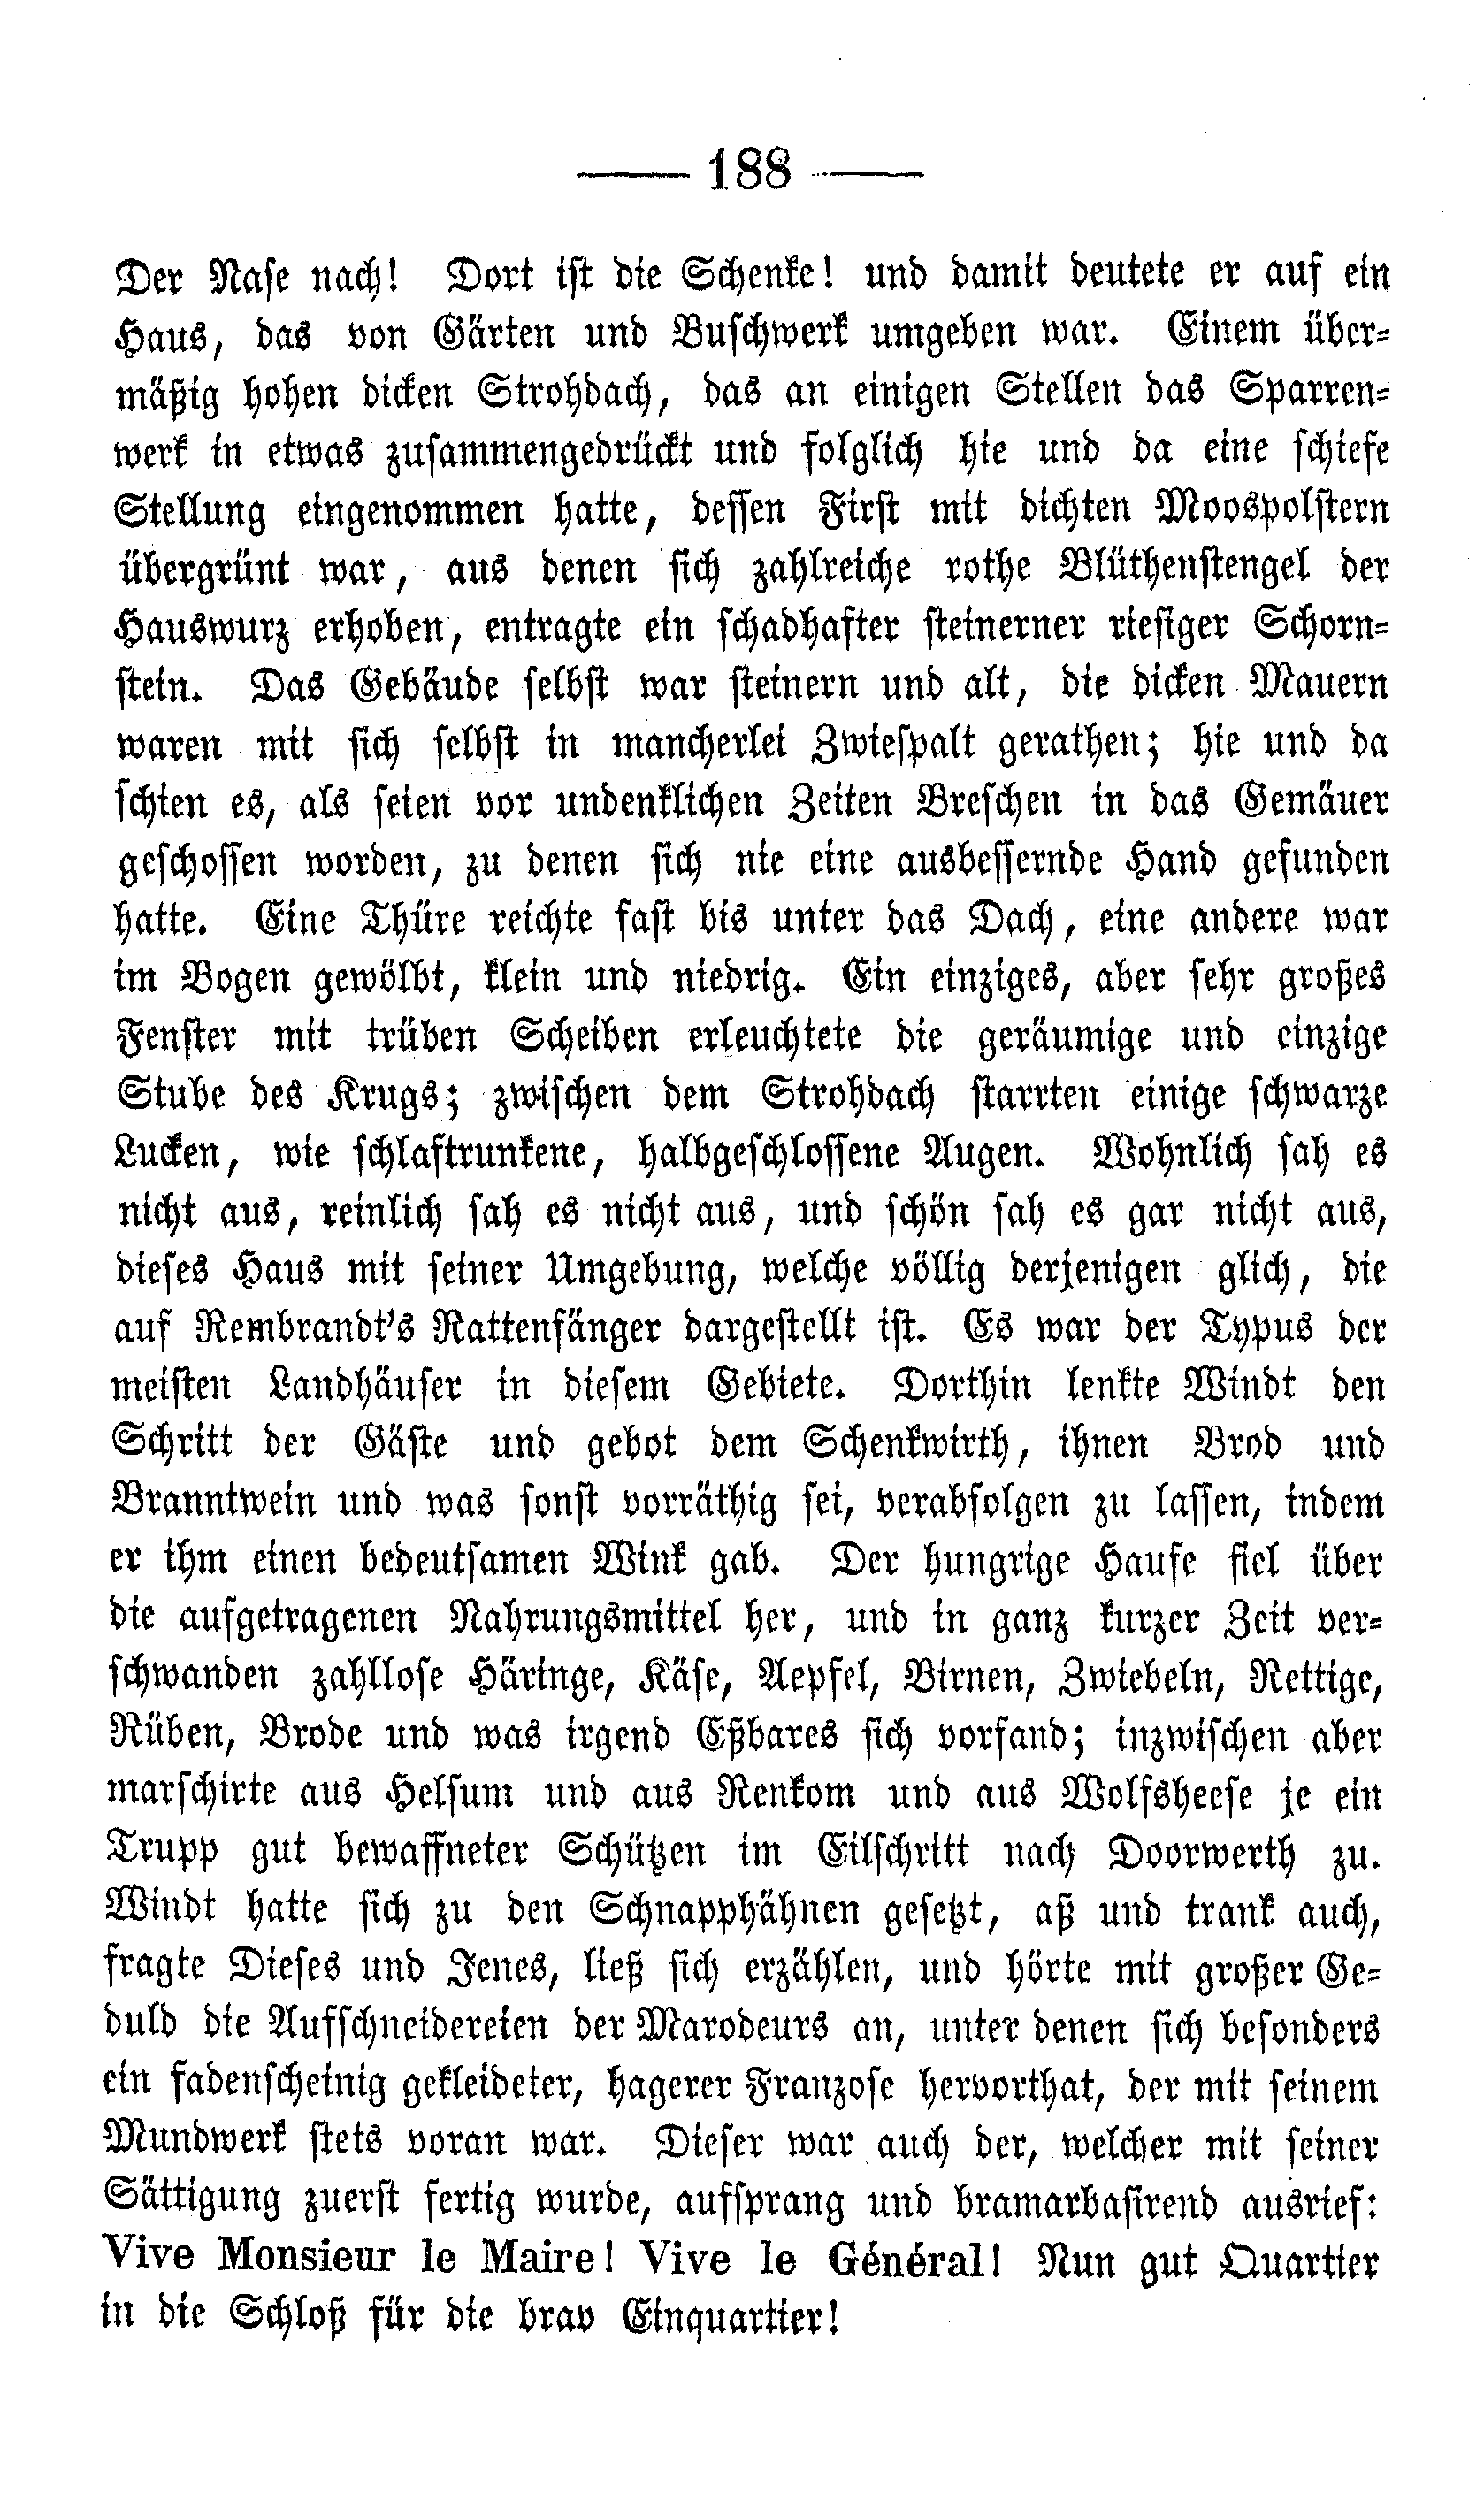 — 188 —
Der Nase nach! Dort ist die Schenke! und damit deutete er auf ein
Haus, das von Gärten und Buschwerk umgeben war. Einem über-
mäßig hohen dicken Strohdach, das an einigen Stellen das Sparren-
werk in etwas zusammengedrückt und folglich hie und da eine schiefe
Stellung eingenommen hatte, dessen First mit dichten Moospolstern
übergrünt war, aus denen sich zahlreiche rothe Blüthenstengel der
Hauswurz erhoben, entragte ein schadhafter steinerner riesiger Schorn-
stein. Das Gebäude selbst war steinern und alt, die dicken Mauern
waren mit sich selbst in mancherlei Zwiespalt gerathen; hie und da
schien es, als seien vor undenklichen Zeiten Breschen in das Gemäuer
geschossen worden, zu denen sich nie eine ausbessernde Hand gefunden
hatte. Eine Thüre reichte fast bis unter das Dach, eine andere war
im Bogen gewölbt, klein und niedrig. Ein einziges, aber sehr großes
Fenster mit trüben Scheiben erleuchtete die geräumige und einzige
Stube des Krugs; zwischen dem Strohdach starrten einige schwarze
Lucken, wie schlaftrunkene, halbgeschlossene Augen. Wohnlich sah es
nicht aus, reinlich sah es nicht aus, und schön sah es gar nicht aus,
dieses Haus mit seiner Umgebung, welche völlig derjenigen glich, die
auf Rembrandt's Rattenfänger dargestellt ist. Es war der Typus der
meisten Landhäuser in diesem Gebiete. Dorthin lenkte Windt den
Schritt der Gäste und gebot dem Schenkwirth, ihnen Brod und
Branntwein und was sonst vorräthig sei, verabfolgen zu lassen, indem
er ihm einen bedeutsamen Wink gab. Der hungrige Haufe fiel über
die aufgetragenen Nahrungsmittel her, und in ganz kurzer Zeit ver-
schwanden zahllose Häringe, Käse, Aepfel, Birnen, Zwiebeln, Rettige,
Rüben, Brode und was irgend Eßbares sich vorfand; inzwischen aber
marschirte aus Helsum und aus Renkom und aus Wolfsheese je ein
Trupp gut bewaffneter Schützen im Eilschritt nach Doorwerth zu.
Windt hatte sich zu den Schnapphähnen gesetzt, aß und trank auch,
fragte Dieses und Jenes, ließ sich erzählen, und hörte mit großer Ge-
duld die Aufschneidereien der Marodeurs an, unter denen sich besonders
ein fadenscheinig gekleideter, hagerer Franzose hervorthat, der mit seinem
Mundwerk stets voran war. Dieser war auch der, welcher mit seiner
Sättigung zuerst fertig wurde, aufsprang und bramarbasirend ausrief:
Vive Monsieur le Maire! Vive le Général! Nun gut Quartier
in die Schloß für die brav Einquartier!